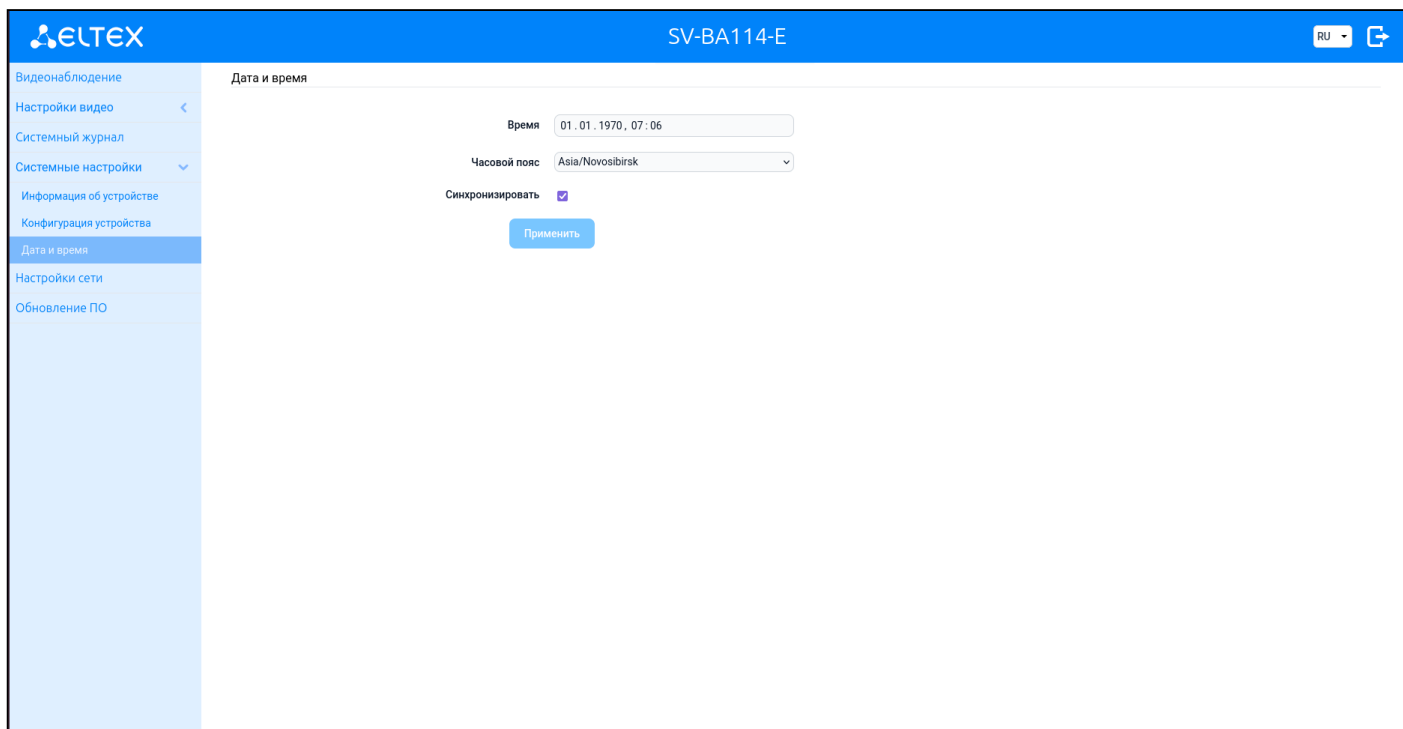 ELTEX
SV-BA114-E
RU
Видеонаблюдение
Настройки видео
Системный журнал
Системные настройки
Информация об устройстве
Конфигурация устройства
Дата и время
Настройки сети
Обновление ПО
Дата и время
Время 01.01.1970, 07:06
Часовой пояс Asia/Novosibirsk
Синхронизировать
Применить